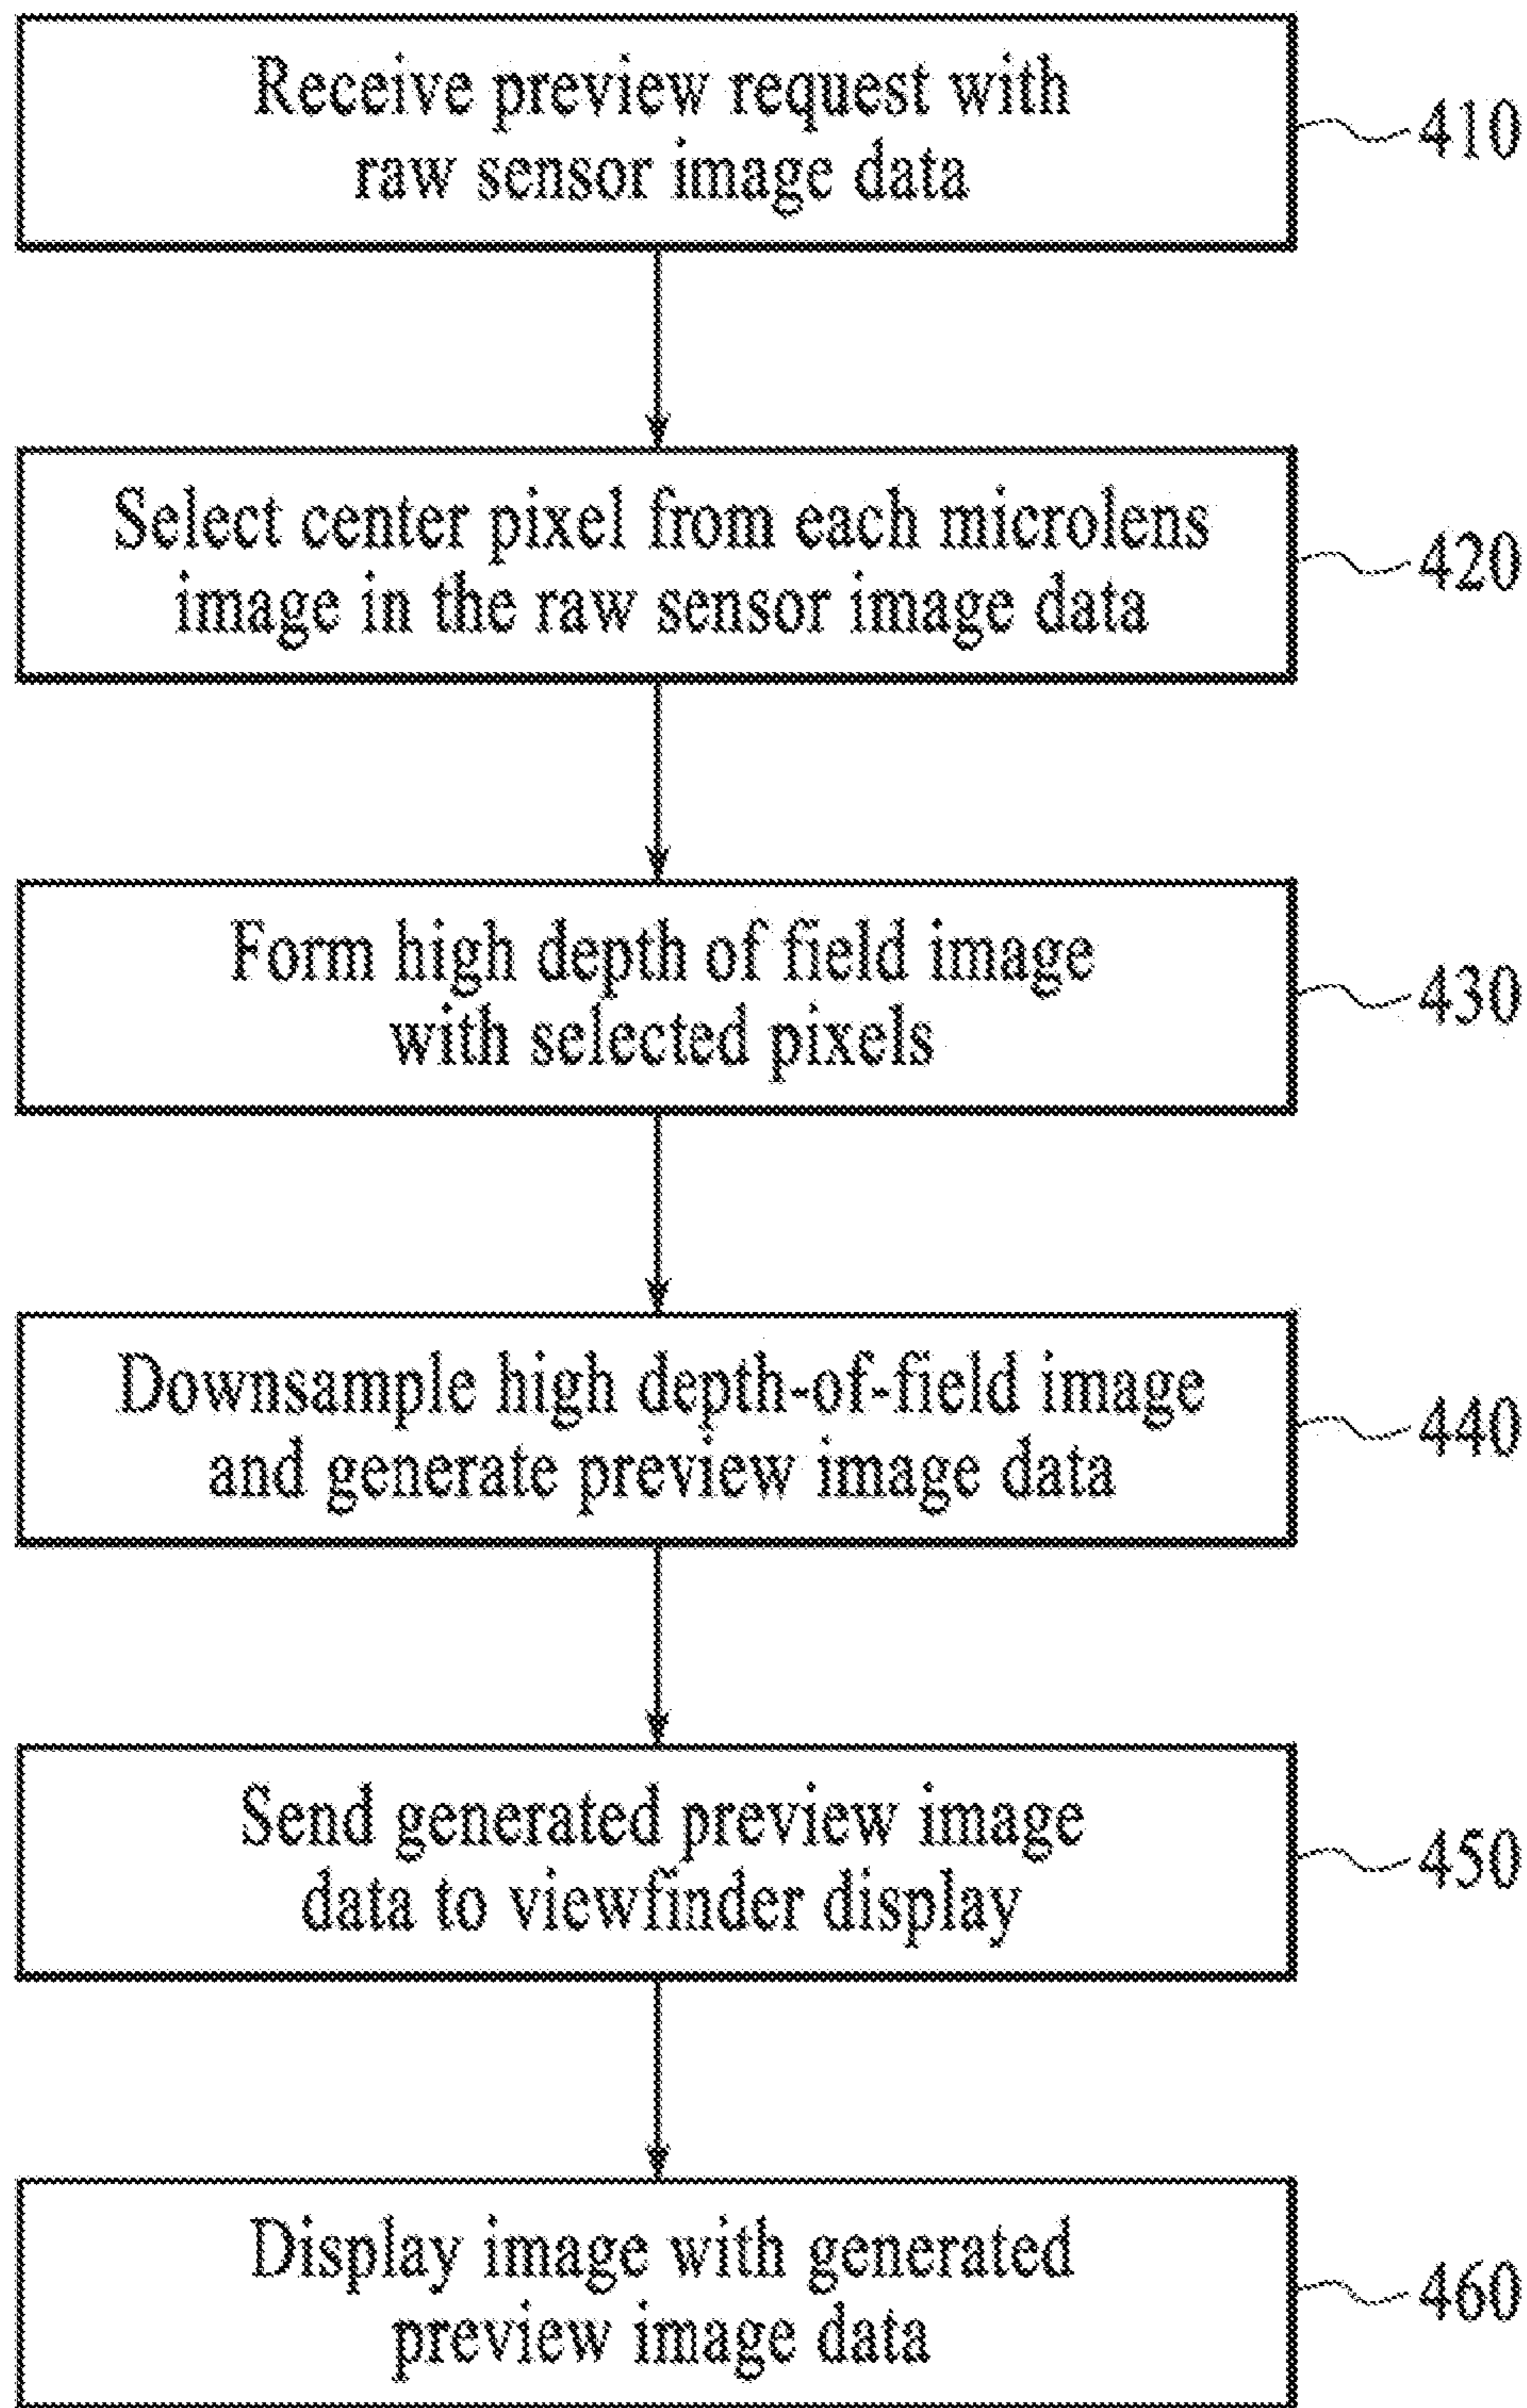 Receive preview request with
raw sensor image data
410
Select center pixel from each microlens
image in the raw sensor image data
420
Form high depth of field image
with selected pixels
430
Downsample high depth-of-field image
and generate preview image data
440
Send generated preview image
data to viewfinder display
450
Display image with generated
preview image data
460